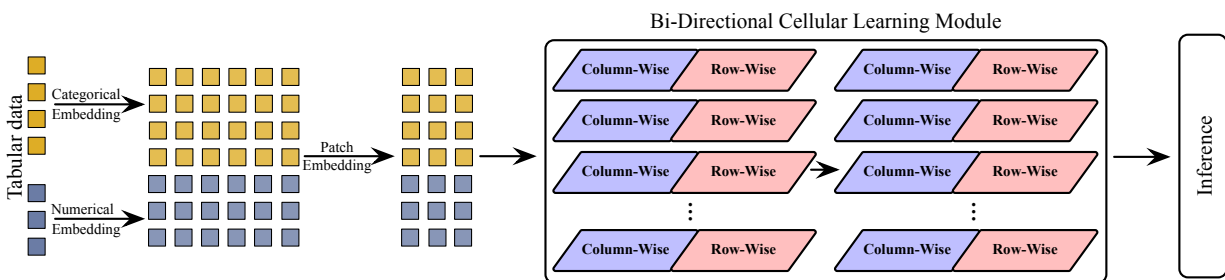 Bi-Directional Cellular Learning Module
Tabular data
Categorical
Embedding
Numerical
Embedding
Patch
Embedding
Column-Wise Row-Wise Column-Wise Row-Wise
Column-Wise Row-Wise Column-Wise Row-Wise
Column-Wise Row-Wise Column-Wise Row-Wise
... ...
Column-Wise Row-Wise Column-Wise Row-Wise
Inference